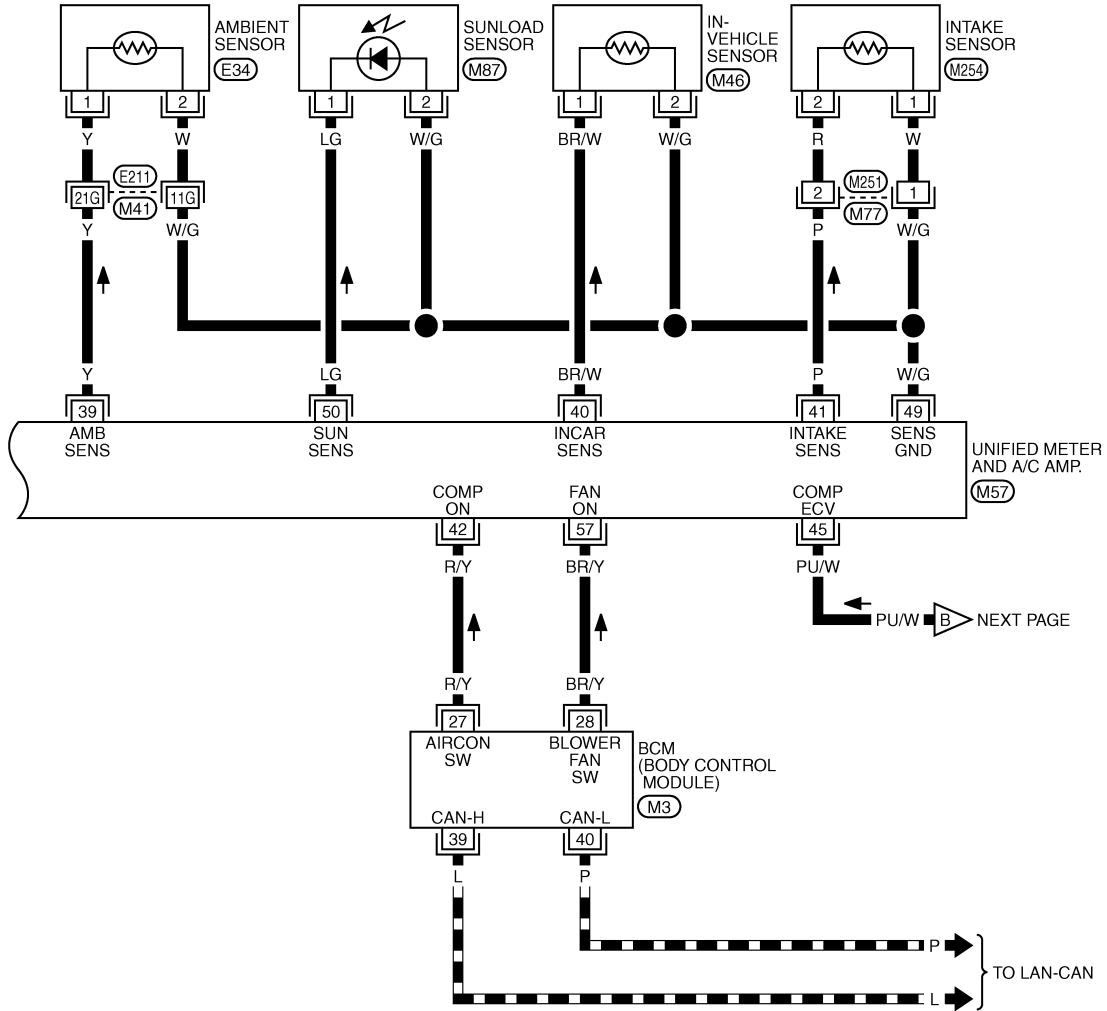 AMBIENT
SENSOR
E34
SUNLOAD
SENSOR
M87
IN-
VEHICLE
SENSOR
M46
INTAKE
SENSOR
M254
1 2 1 2 1 2 2 1
Y W LG W/G BR/W W/G R W
21G E211 11G 2 M251 1
M41 M77
Y W/G P W/G
Y LG BR/W P W/G
39 50 40 41 49
AMB
SENS
SUN
SENS
INCAR
SENS
INTAKE
SENS
SENS
GND
UNIFIED METER
AND A/C AMP.
M57
COMP
ON
FAN
ON
COMP
ECV
42 57 45
R/Y BR/Y PU/W
PU/W B NEXT PAGE
R/Y BR/Y
27 28
AIRCON
SW
BLOWER
FAN
SW
BCM
(BODY CONTROL
MODULE)
M3
CAN-H CAN-L
39 40
L P
P
TO LAN-CAN
L